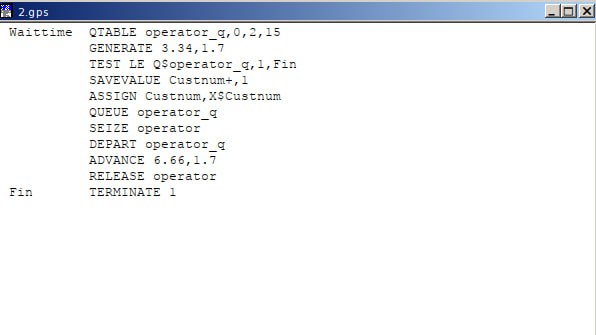 2.gps
Waittime QTABLE operator_q,0,2,15
GENERATE 3.34,1.7
TEST LE Q$operator_q,1,Fin
SAVEVALUE Custnum+,1
ASSIGN Custnum,X$Custnum
QUEUE operator_q
SEIZE operator
DEPART operator_q
ADVANCE 6.66,1.7
RELEASE operator
Fin TERMINATE 1